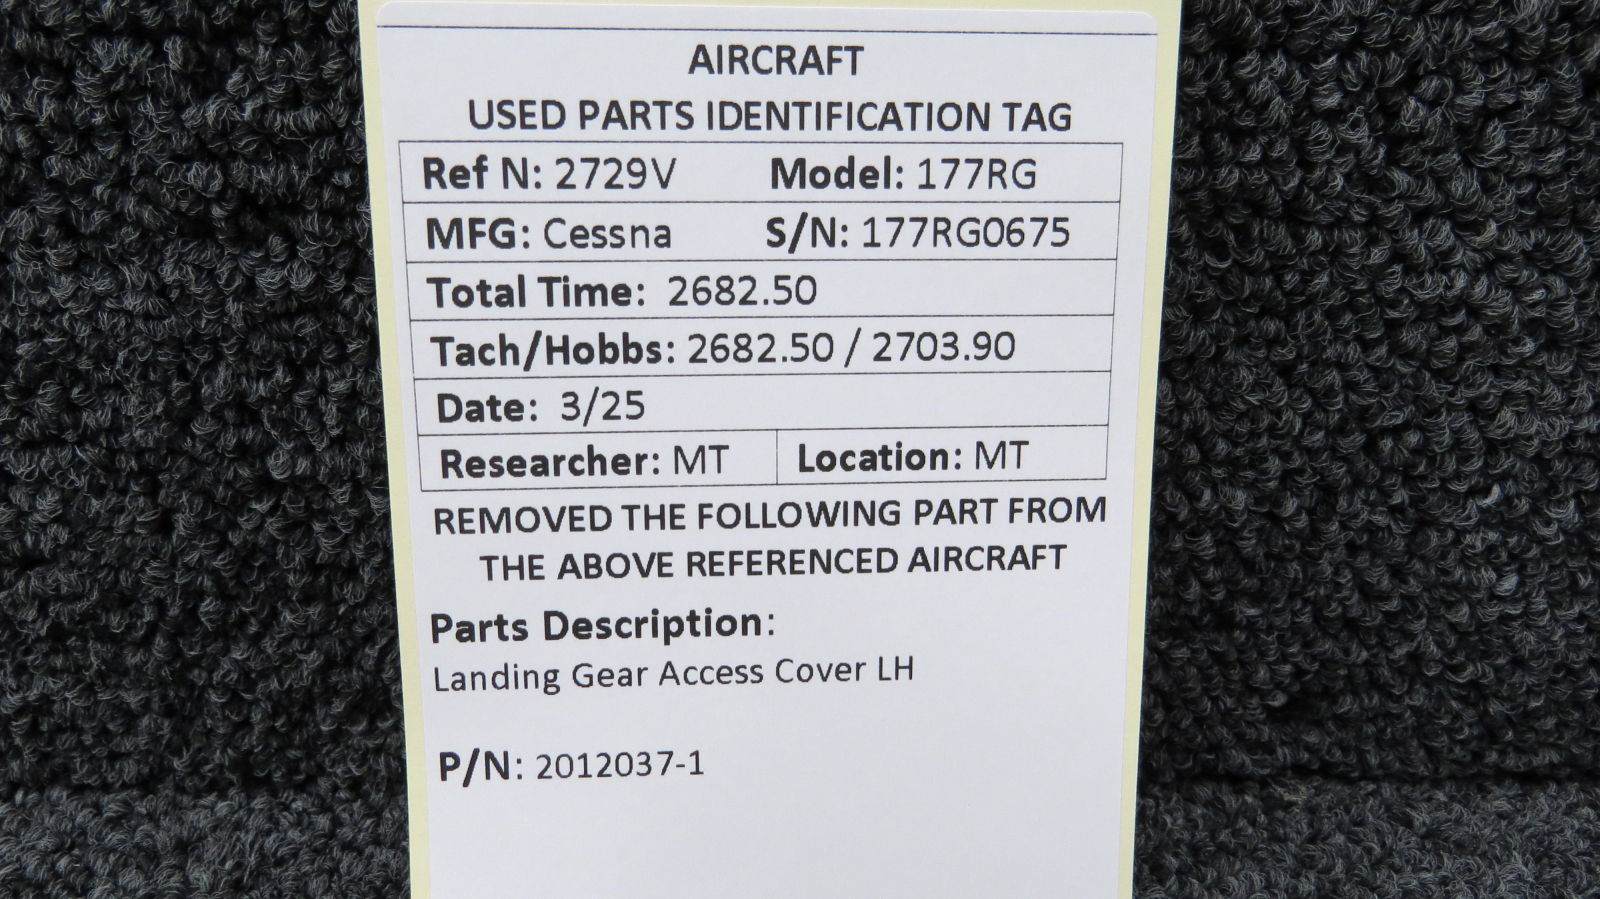 AIRCRAFT
USED PARTS IDENTIFICATION TAG
Ref N: 2729V Model: 177RG
MFG: Cessna S/N: 177RG0675
Total Time: 2682.50
Tach/Hobbs: 2682.50 / 2703.90
Date: 3/25
Researcher: MT Location: MT
REMOVED THE FOLLOWING PART FROM
THE ABOVE REFERENCED AIRCRAFT
Parts Description:
Landing Gear Access Cover LH
P/N: 2012037-1